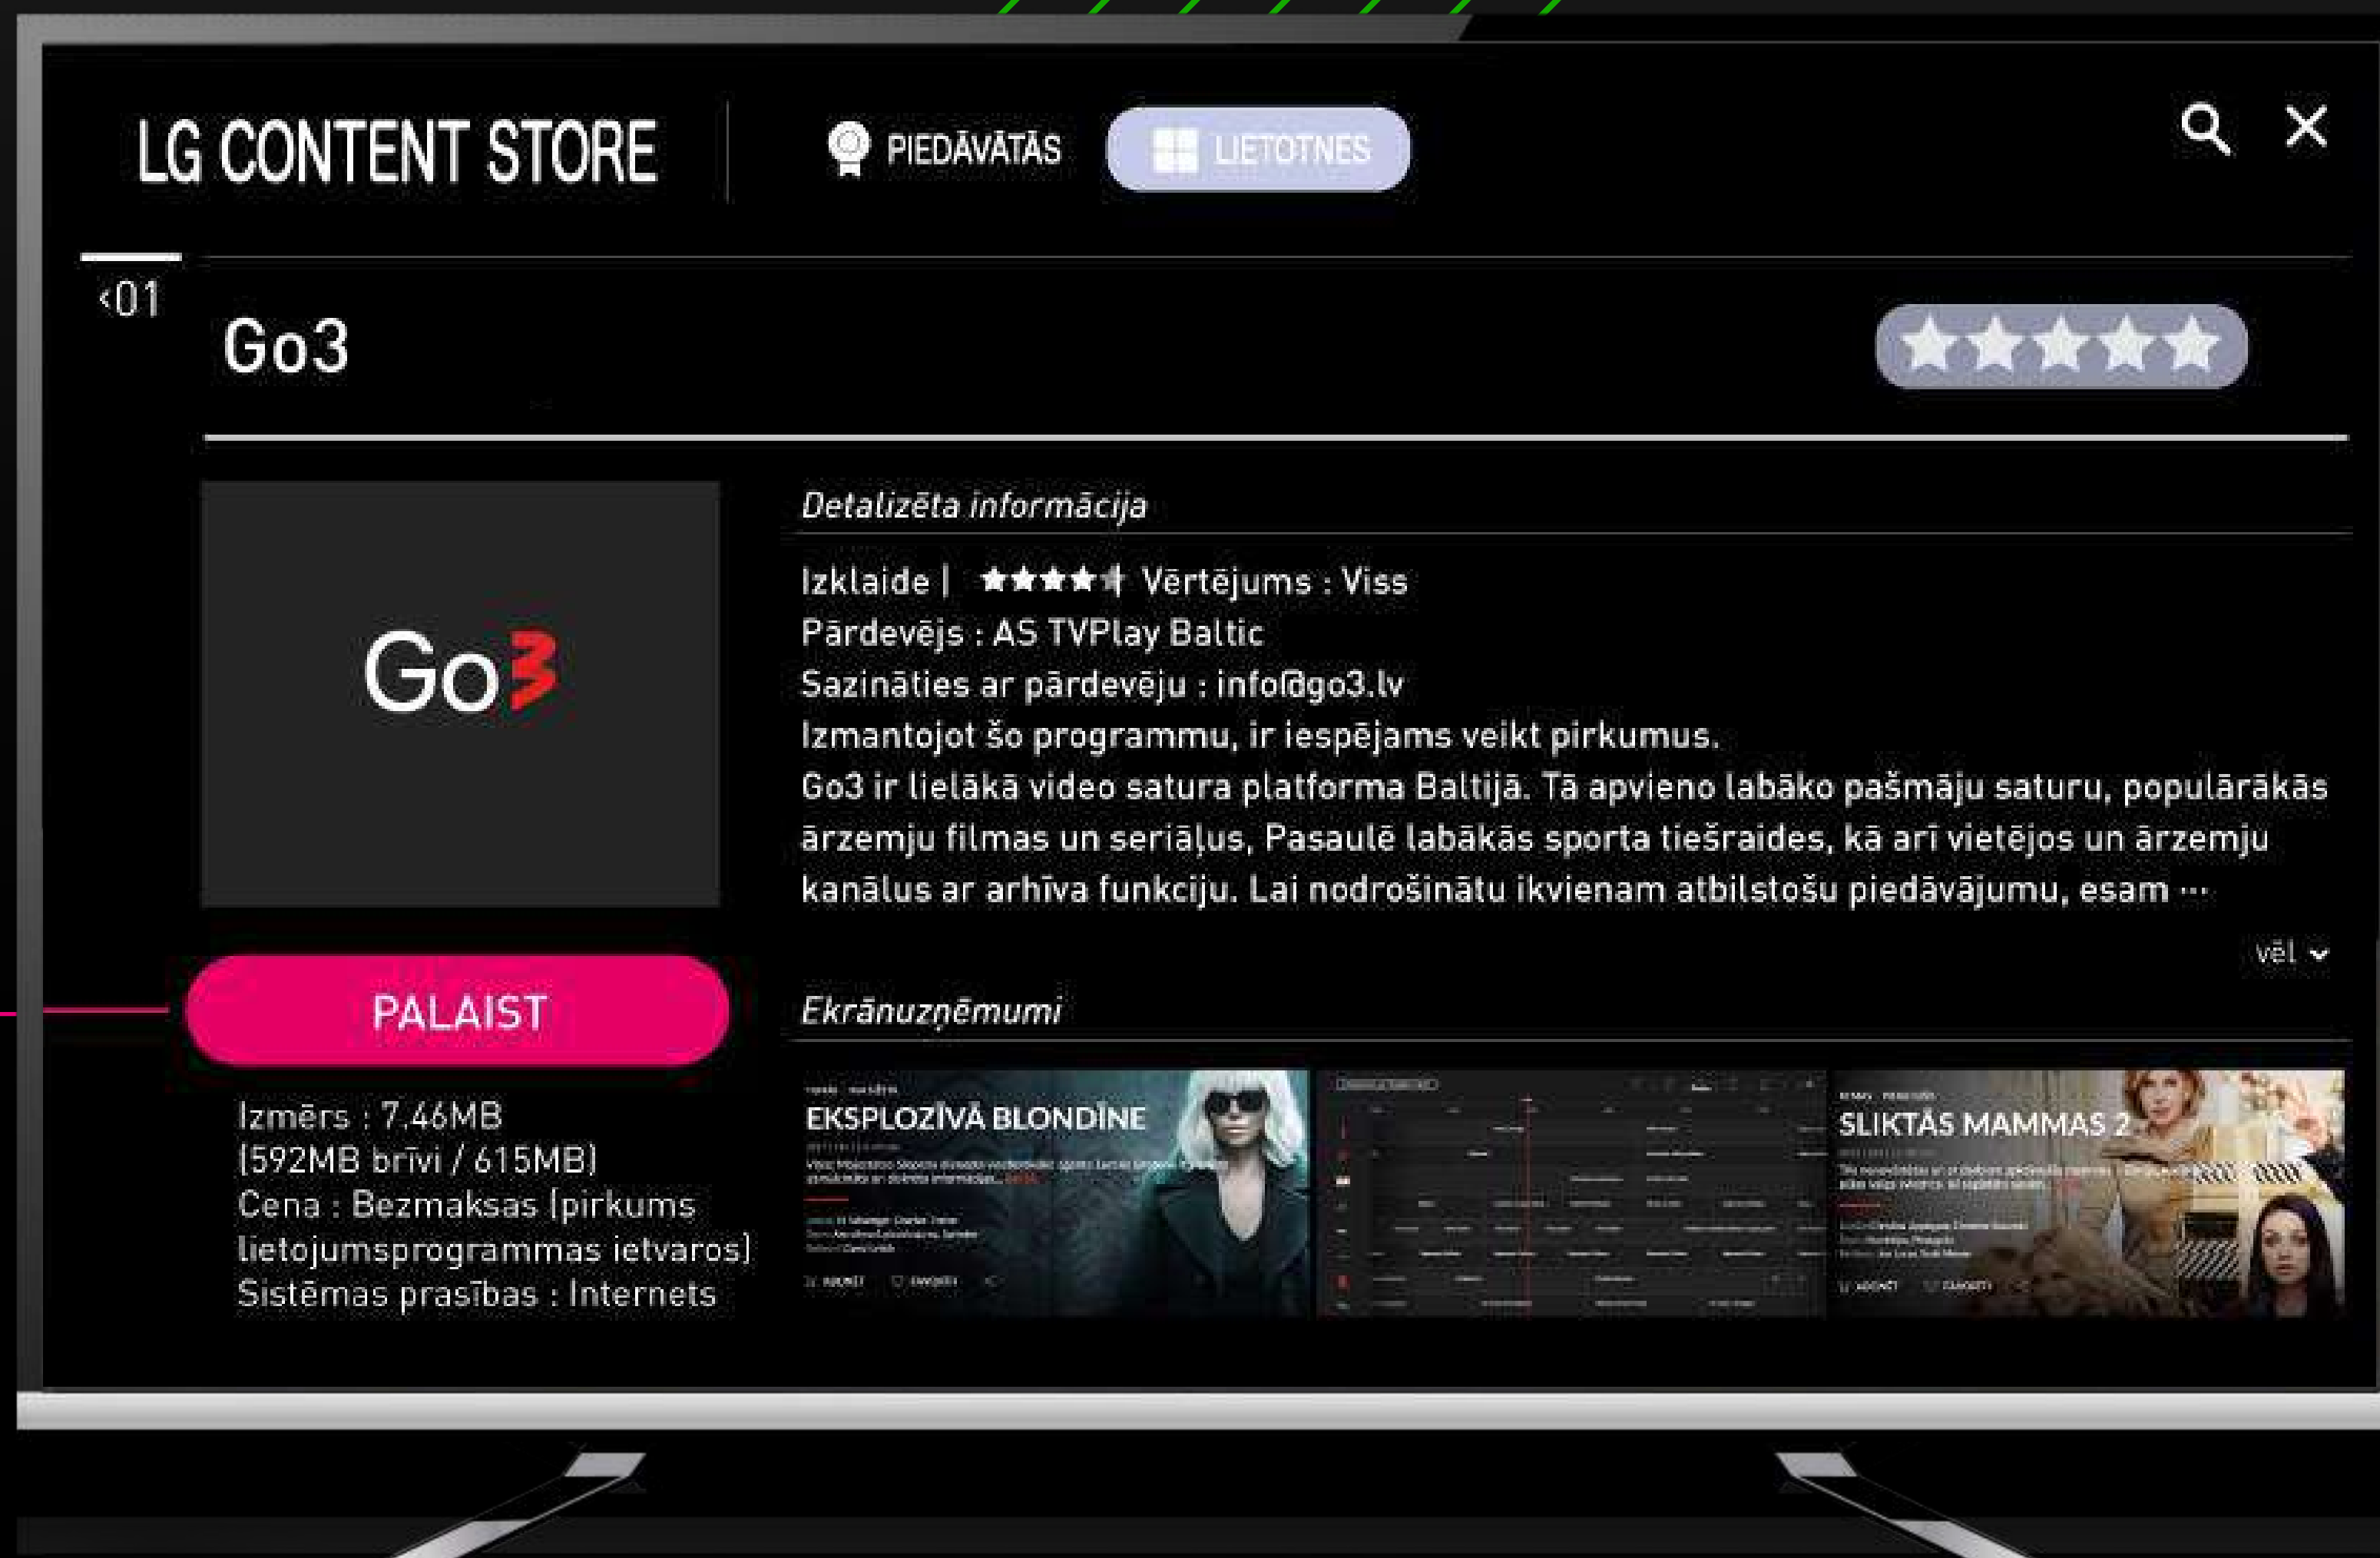 LG CONTENT STORE
PIEDĀVĀTĀS
LIETOTNES
<01
Go3
Go3
Detalizēta informācija
Izklaide | Vērtējums : Viss
Pārdevējs : AS TVPlay Baltic
Sazināties ar pārdevēju : info@go3.lv
Izmantojot šo programmu, ir iespējams veikt pirkumus.
Go3 ir lielākā video satura platforma Baltijā. Tā apvieno labāko pašmāju saturu, populārākās
ārzemju filmas un seriāļus, Pasaulē labākās sporta tiešraides, kā arī vietējos un ārzemju
kanālus ar arhīva funkciju. Lai nodrošinātu ikvienam atbilstošu piedāvājumu, esam ...
vēl
PALAIST
Izmērs : 7.46MB
(592MB brīvi / 615MB)
Cena : Bezmaksas (pirkums
lietojumsprogrammas ietvaros)
Sistēmas prasības : Internets
Ekrānuzņēmumi
EKSPLOZĪVĀ BLONDĪNE
SLIKTĀS MAMMAS 2